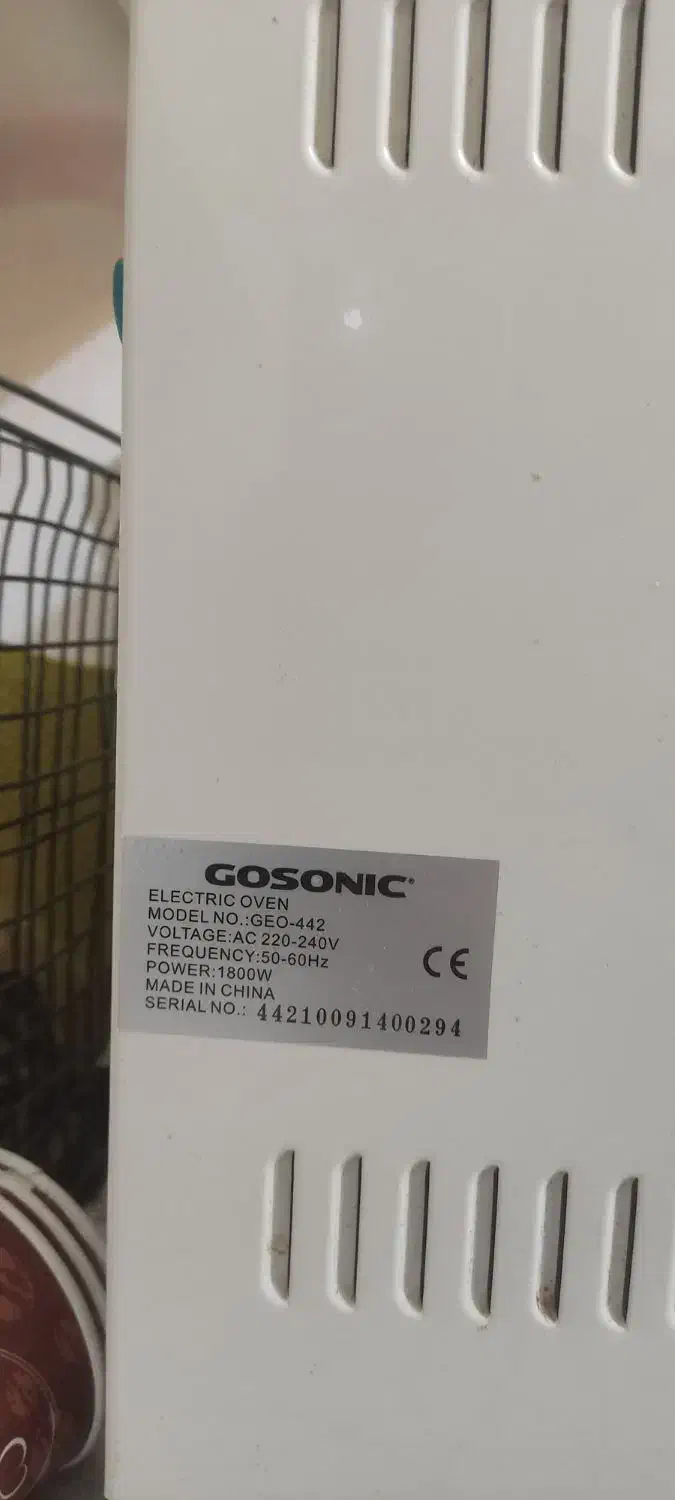 GOSONIC
ELECTRIC OVEN
MODEL NO.:GEO-442
VOLTAGE:AC 220-240V
FREQUENCY:50-60Hz
POWER:1800W
MADE IN CHINA
SERIAL NO.: 44210091400294
CE